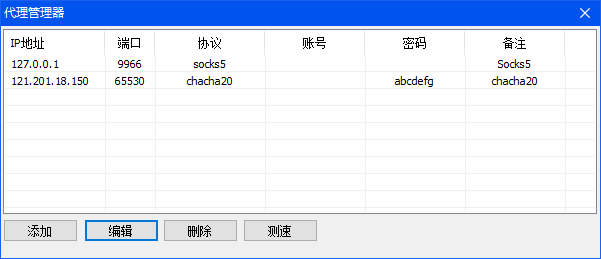 代理管理器
IP地址 端口 协议 账号 密码 备注
127.0.0.1 9966 socks5 Socks5
121.201.18.150 65530 chacha20 abcdefg chacha20
添加 编辑 删除 测速